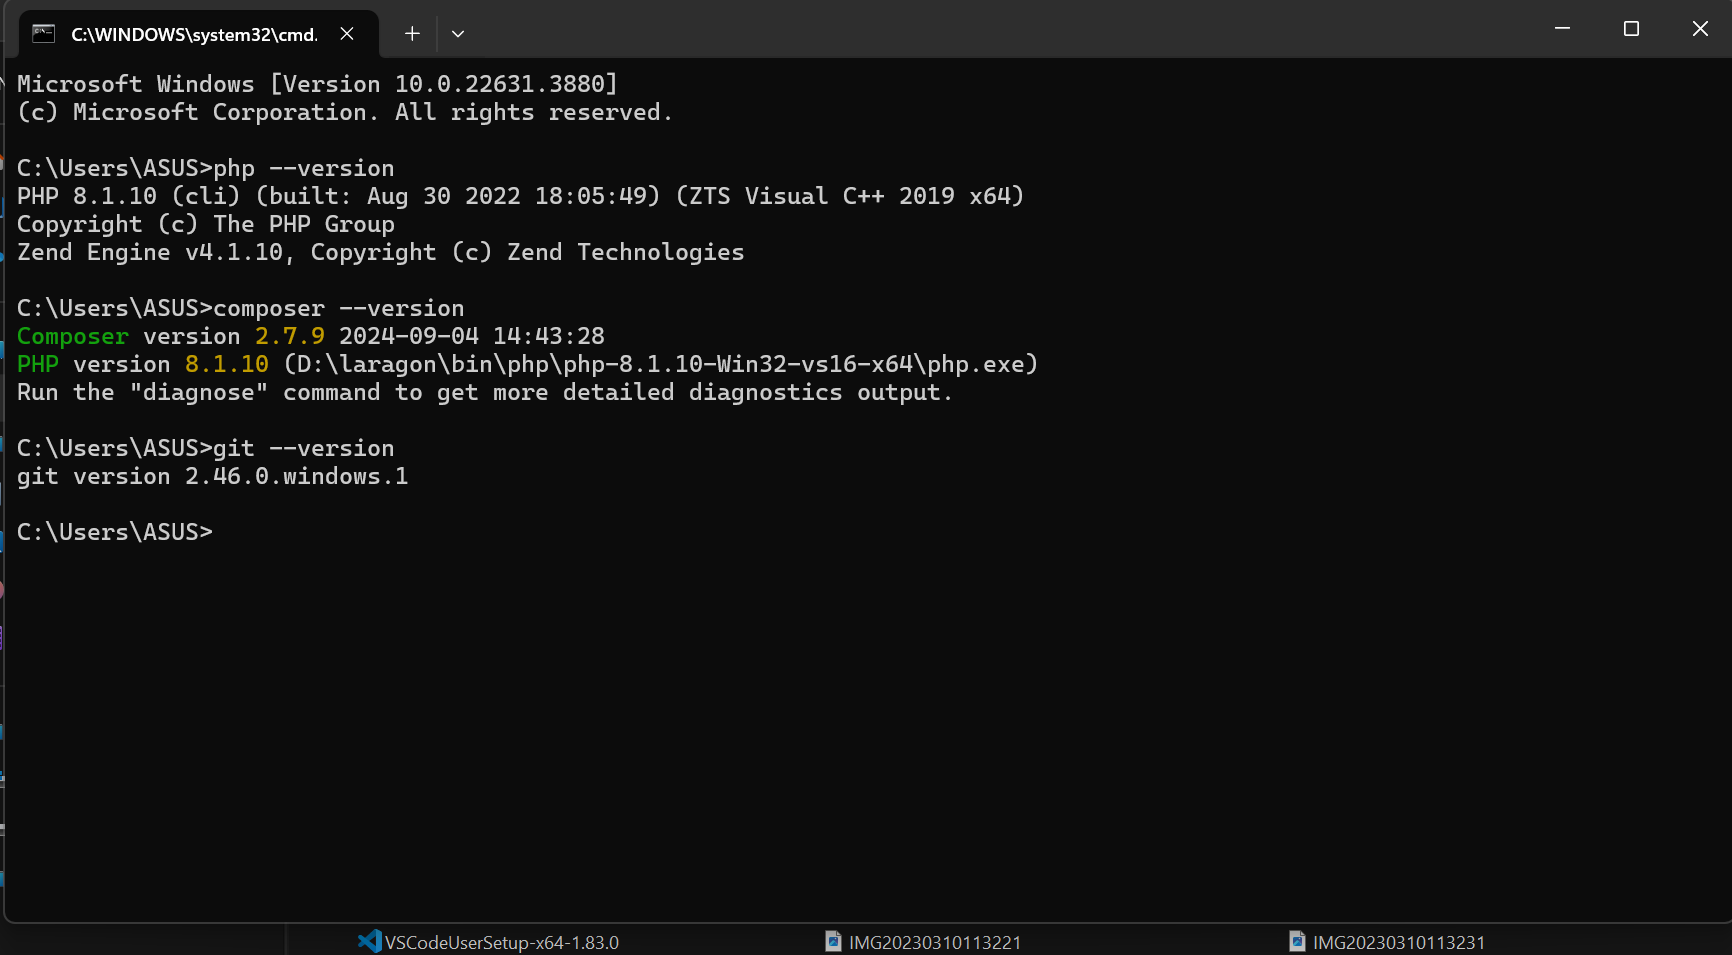 C:\WINDOWS\system32\cmd.
Microsoft Windows [Version 10.0.22631.3880]
(c) Microsoft Corporation. All rights reserved.
C:\Users\ASUS>php --version
PHP 8.1.10 (cli) (built: Aug 30 2022 18:05:49) (ZTS Visual C++ 2019 x64)
Copyright (c) The PHP Group
Zend Engine v4.1.10, Copyright (c) Zend Technologies
C:\Users\ASUS>composer --version
Composer version 2.7.9 2024-09-04 14:43:28
PHP version 8.1.10 (D:\laragon\bin\php\php-8.1.10-Win32-vs16-x64\php.exe)
Run the "diagnose" command to get more detailed diagnostics output.
C:\Users\ASUS>git --version
git version 2.46.0.windows.1
C:\Users\ASUS>
VSCodeUserSetup-x64-1.83.0
IMG20230310113221
IMG20230310113231